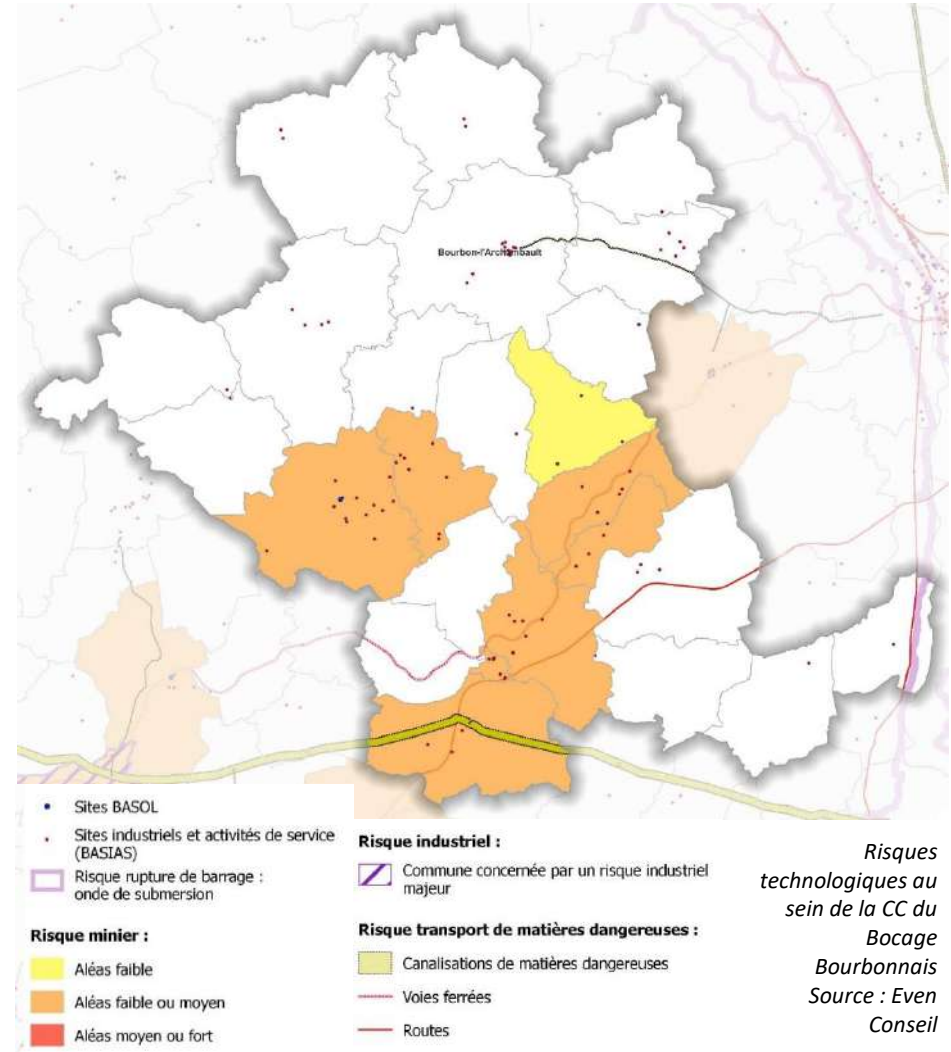 Bourbon-l'Archambault
Sites BASOL
Sites industriels et activités de service
(BASIAS)
Risque rupture de barrage :
onde de submersion
Risque minier :
Aléas faible
Aléas faible ou moyen
Aléas moyen ou fort
Risque industriel :
Commune concernée par un risque industriel
majeur
Risque transport de matières dangereuses :
Canalisations de matières dangereuses
Voies ferrées
Routes
Risques
technologiques au
sein de la CC du
Bocage
Bourbonnais
Source : Even
Conseil